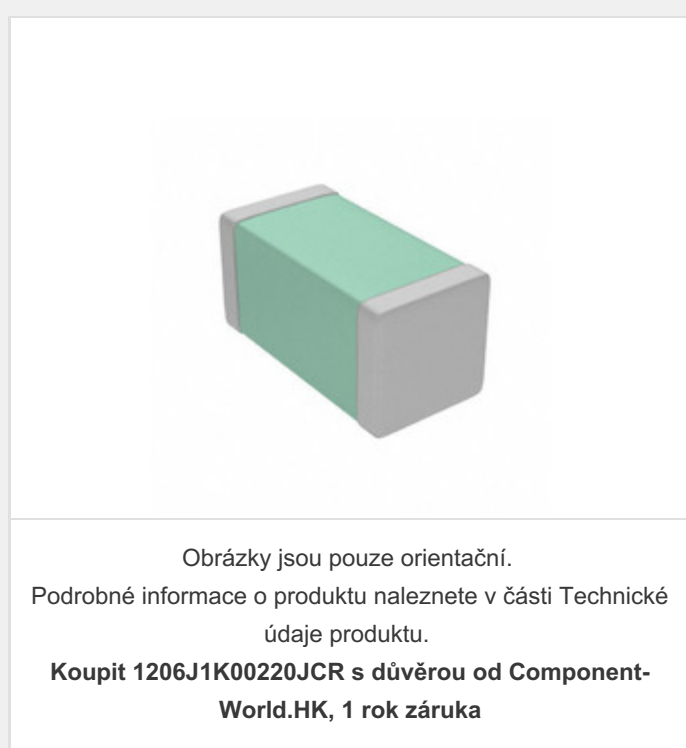 Obrázky jsou pouze orientační.
Podrobné informace o produktu naleznete v části Technické
údaje produktu.
Koupit 1206J1K00220JCR s důvěrou od Component-
World.HK, 1 rok záruka